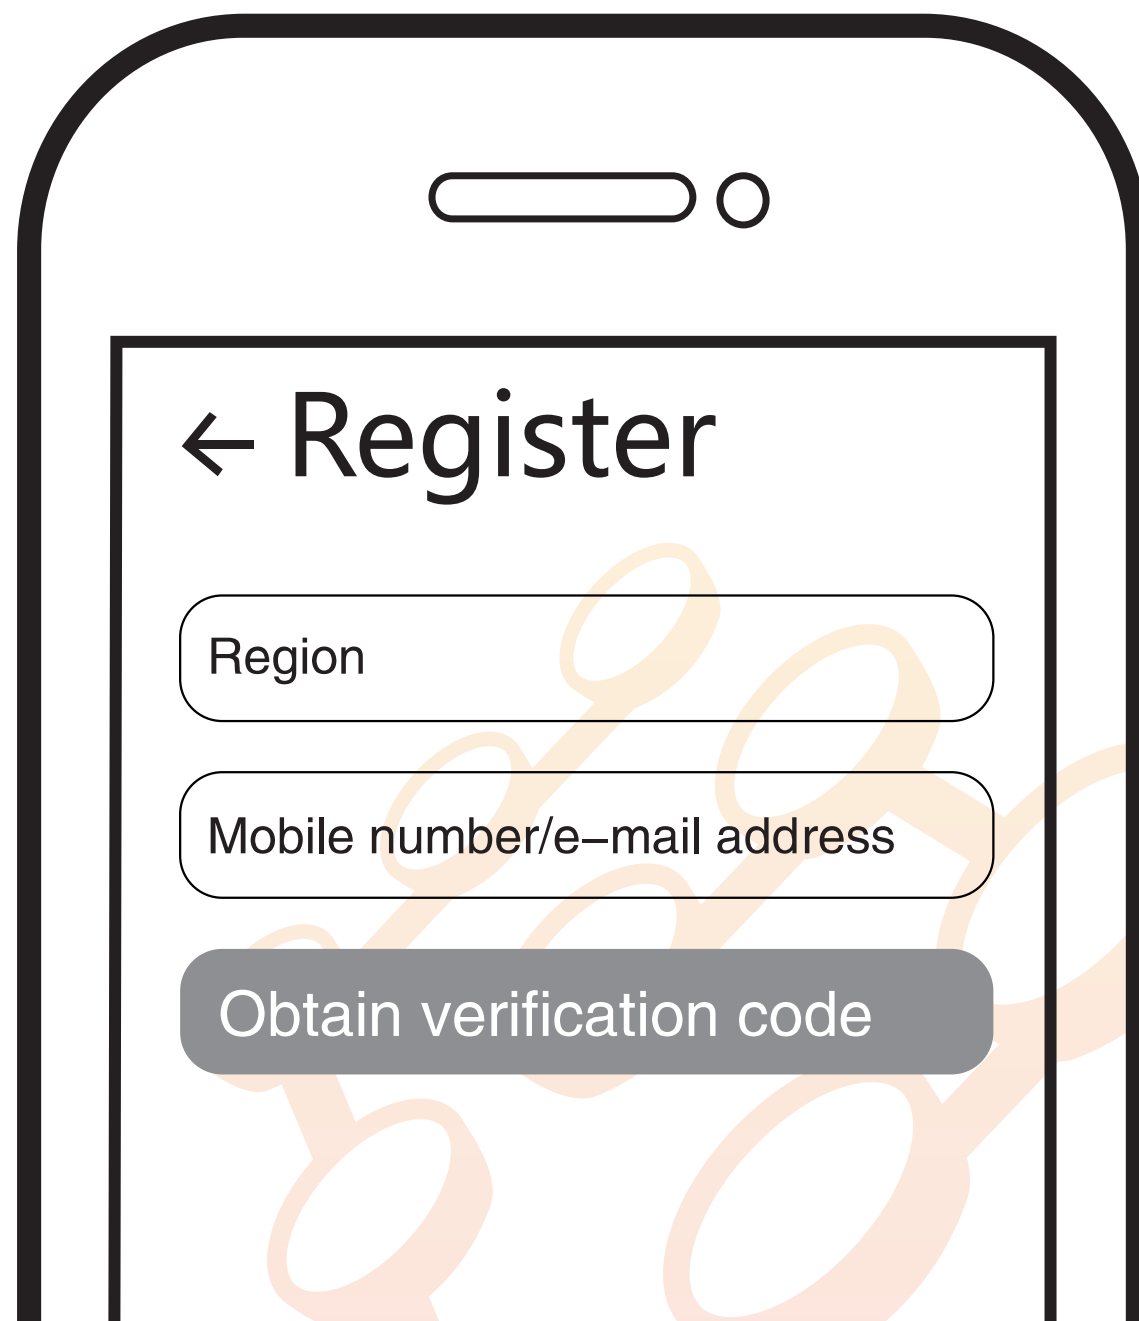 ← Register
Region
Mobile number/e–mail address
Obtain verification code